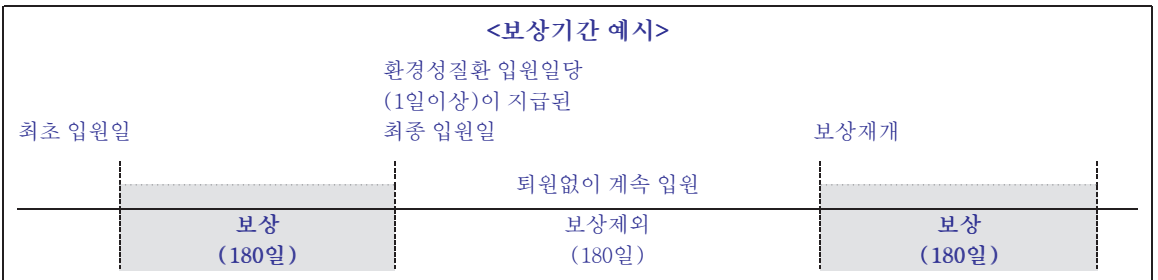 <보상기간 예시>
환경성질환 입원일당
(1일이상)이 지급된
최초 입원일 최종 입원일 보상재개
퇴원없이 계속 입원
보상 보상제외 보상
(180일) (180일) (180일)